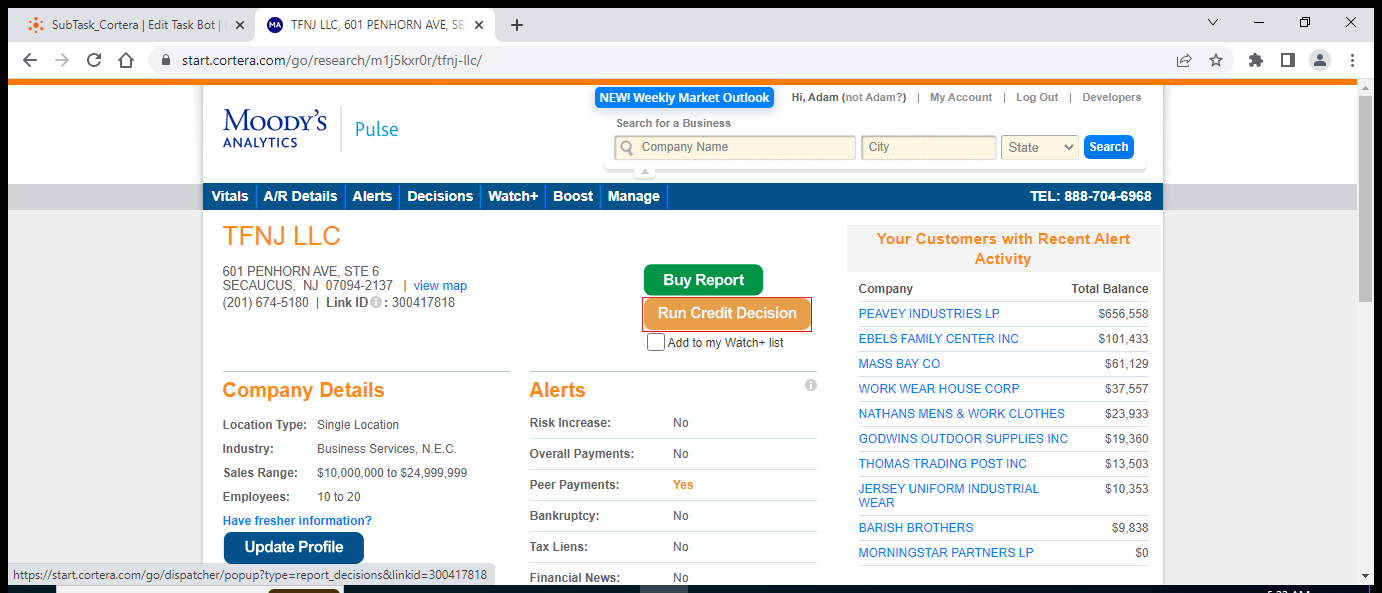 SubTask_Cortera | Edit Task Bot |
TFNJ LLC, 601 PENHORN AVE, SE
start.cortera.com/go/research/m1j5kxr0r/tfnj-llc/
NEW! Weekly Market Outlook
Hi, Adam (not Adam?) | My Account | Log Out | Developers
MOODY'S
ANALYTICS
Pulse
Search for a Business
Company Name
City
State
Search
Vitals A/R Details Alerts Decisions Watch+ Boost Manage
TEL: 888-704-6968
TFNJ LLC
601 PENHORN AVE, STE 6
SECAUCUS, NJ 07094-2137 | view map
(201) 674-5180 | Link ID : 300417818
Buy Report
Run Credit Decision
Add to my Watch+ list
Company Details
Location Type: Single Location
Industry: Business Services, N.E.C.
Sales Range: $10,000,000 to $24,999,999
Employees: 10 to 20
Have fresher information?
Update Profile
Alerts
Risk Increase: No
Overall Payments: No
Peer Payments: Yes
Bankruptcy: No
Tax Liens: No
Financial News: No
Your Customers with Recent Alert
Activity
Company Total Balance
PEAVEY INDUSTRIES LP $656,558
EBELS FAMILY CENTER INC $101,433
MASS BAY CO $61,129
WORK WEAR HOUSE CORP $37,557
NATHANS MENS & WORK CLOTHES $23,933
GODWINS OUTDOOR SUPPLIES INC $19,360
THOMAS TRADING POST INC $13,503
JERSEY UNIFORM INDUSTRIAL $10,353
WEAR
BARISH BROTHERS $9,838
MORNINGSTAR PARTNERS LP $0
https://start.cortera.com/go/dispatcher/popup?type=report_decisions&linkid=300417818